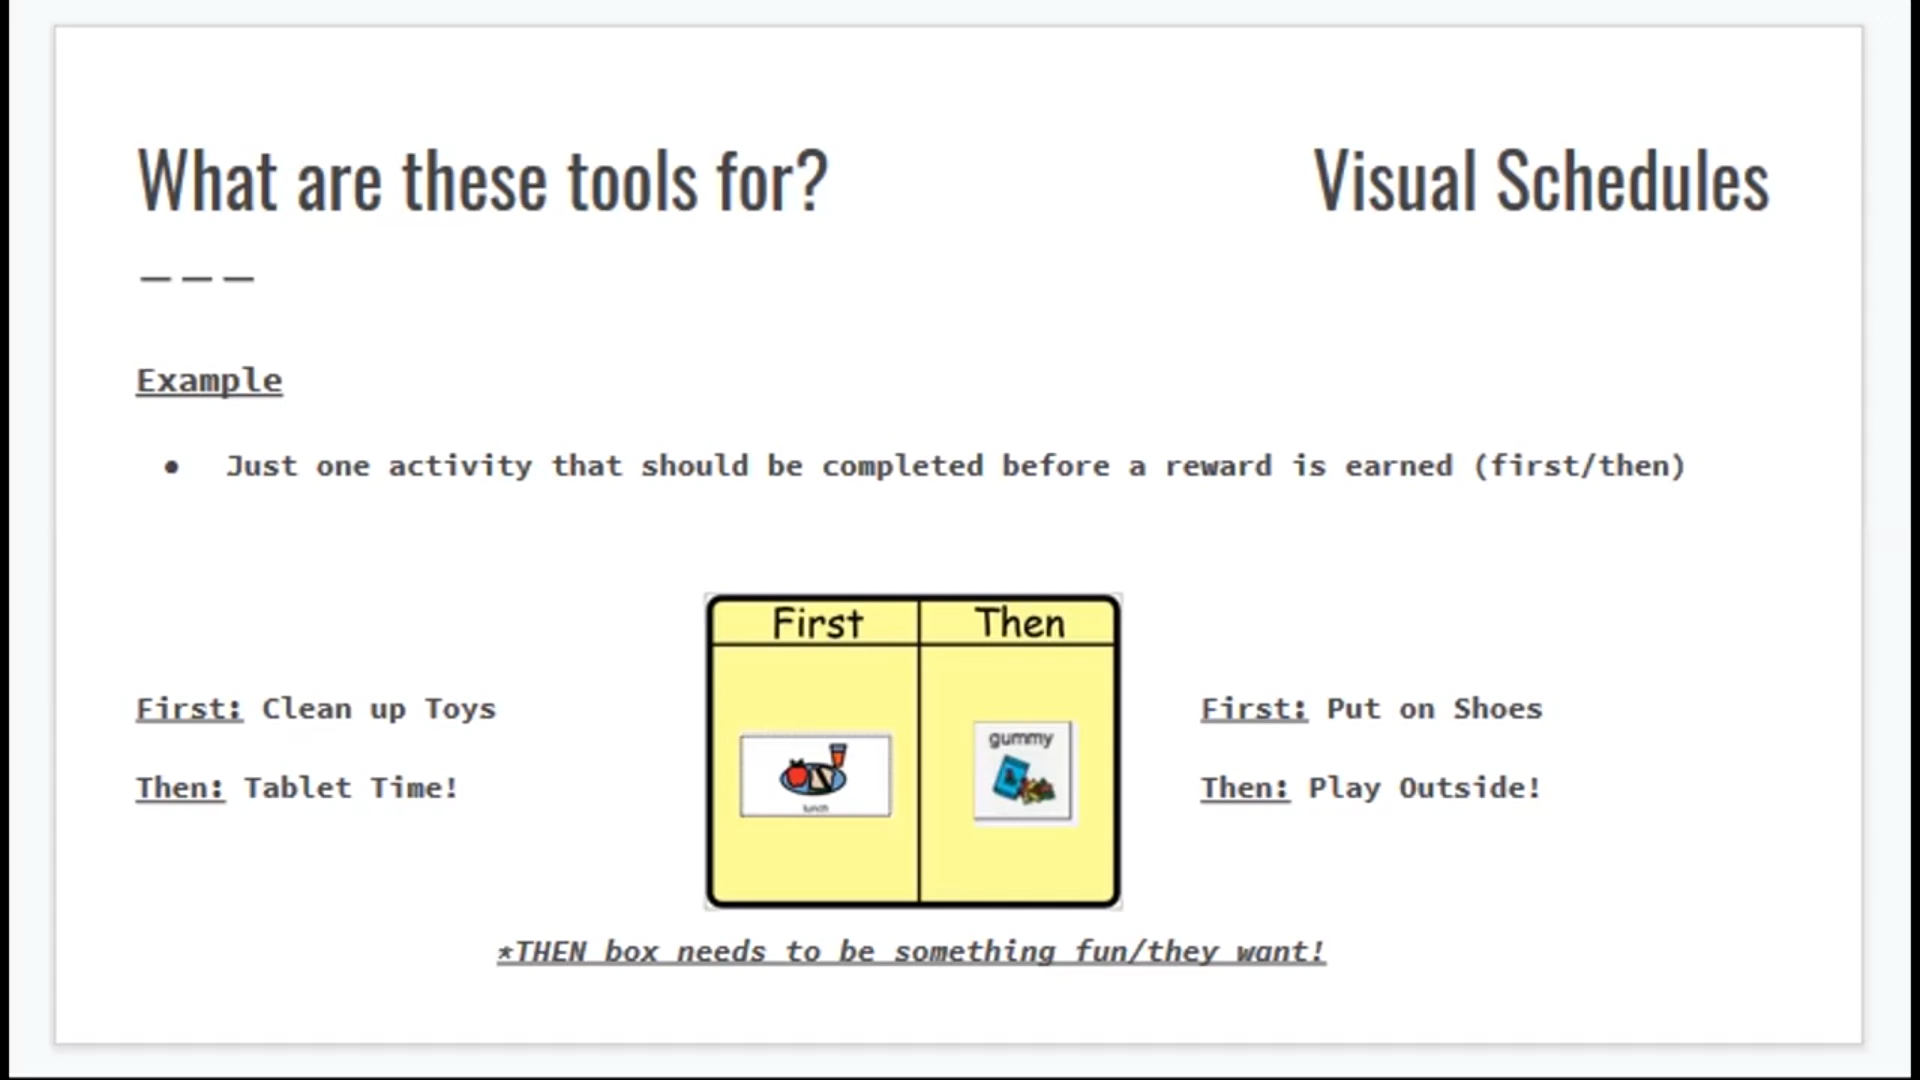 What are these tools for?
Visual Schedules
Example
● Just one activity that should be completed before a reward is earned (first/then)
First: Clean up Toys
Then: Tablet Time!
First Then
lunch
gummy
First: Put on Shoes
Then: Play Outside!
*THEN box needs to be something fun/they want!